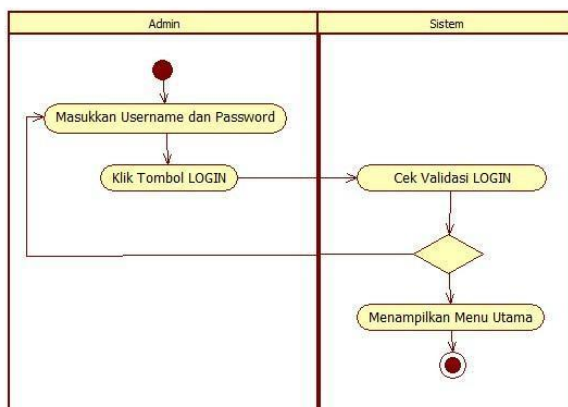 Admin
Sistem
Masukkan Username dan Password
Klik Tombol LOGIN
Cek Validasi LOGIN
Menampilkan Menu Utama